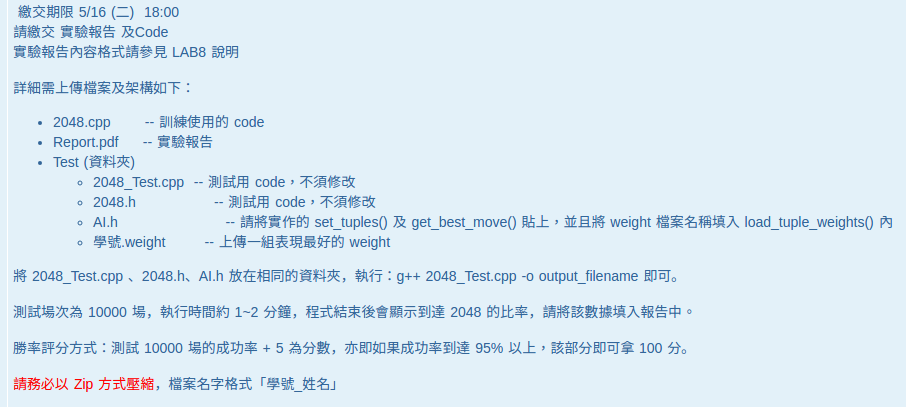 繳交期限 5/16 (二) 18:00
請繳交 實驗報告 及Code
實驗報告內容格式請參見 LAB8 說明
詳細需上傳檔案及架構如下：
2048.cpp -- 訓練使用的 code
Report.pdf -- 實驗報告
Test (資料夾)
2048_Test.cpp -- 測試用 code，不須修改
2048.h -- 測試用 code，不須修改
AI.h -- 請將實作的 set_tuples() 及 get_best_move() 貼上，並且將 weight 檔案名稱填入 load_tuple_weights() 內
學號.weight -- 上傳一組表現最好的 weight
將 2048_Test.cpp 、2048.h、AI.h 放在相同的資料夾，執行：g++ 2048_Test.cpp -o output_filename 即可。
測試場次為 10000 場，執行時間約 1~2 分鐘，程式結束後會顯示到達 2048 的比率，請將該數據填入報告中。
勝率評分方式：測試 10000 場的成功率 + 5 為分數，亦即如果成功率到達 95% 以上，該部分即可拿 100 分。
請務必以 Zip 方式壓縮，檔案名字格式「學號_姓名」